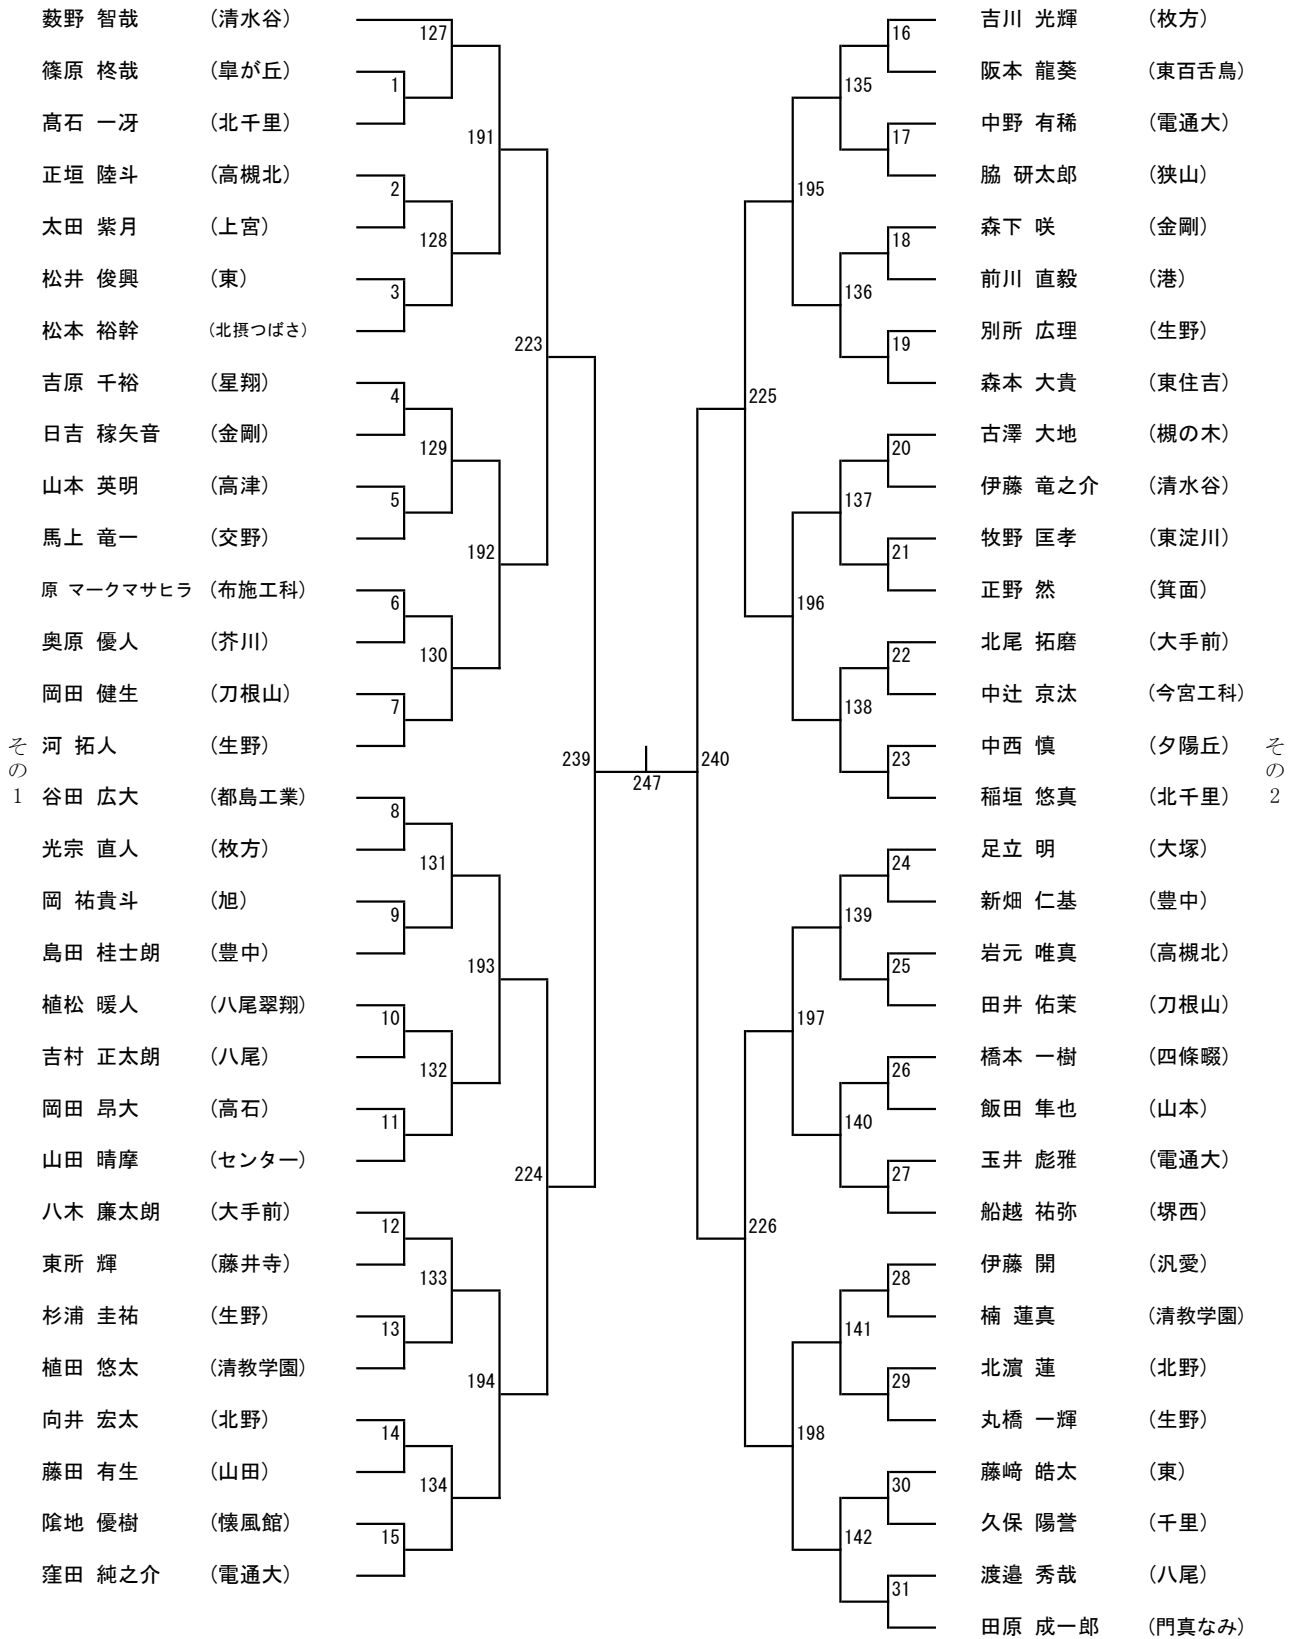 薮野 智哉 (清水谷)
篠原 柊哉 (皐が丘)
髙石 一冴 (北千里)
正垣 陸斗 (高槻北)
太田 紫月 (上宮)
松井 俊興 (東)
松本 裕幹 (北摂つばさ)
吉原 千裕 (星翔)
日吉 稼矢音 (金剛)
山本 英明 (高津)
馬上 竜一 (交野)
原 マークマサヒラ (布施工科)
奥原 優人 (芥川)
岡田 健生 (刀根山)
河 拓人 (生野)
谷田 広大 (都島工業)
光宗 直人 (枚方)
岡 祐貴斗 (旭)
島田 桂士朗 (豊中)
植松 暖人 (八尾翠翔)
吉村 正太朗 (八尾)
岡田 昂大 (高石)
山田 晴摩 (センター)
八木 廉太朗 (大手前)
東所 輝 (藤井寺)
杉浦 圭祐 (生野)
植田 悠太 (清教学園)
向井 宏太 (北野)
藤田 有生 (山田)
陰地 優樹 (懐風館)
窪田 純之介 (電通大)
その1
127
1
191
2
128
3
223
4
129
5
192
6
130
7
239
8
131
9
193
10
132
11
224
12
133
13
194
14
134
15
247
240
16
135
17
195
18
136
19
225
20
137
21
196
22
138
23
24
139
25
197
26
140
27
226
28
141
29
198
30
142
31
吉川 光輝 (枚方)
阪本 龍葵 (東百舌鳥)
中野 有稀 (電通大)
脇 研太郎 (狭山)
森下 咲 (金剛)
前川 直毅 (港)
別所 広理 (生野)
森本 大貴 (東住吉)
古澤 大地 (槻の木)
伊藤 竜之介 (清水谷)
牧野 匡孝 (東淀川)
正野 然 (箕面)
北尾 拓磨 (大手前)
中辻 京汰 (今宮工科)
中西 慎 (夕陽丘)
稲垣 悠真 (北千里)
足立 明 (大塚)
新畑 仁基 (豊中)
岩元 唯真 (高槻北)
田井 佑茉 (刀根山)
橋本 一樹 (四條畷)
飯田 隼也 (山本)
玉井 彪雅 (電通大)
船越 祐弥 (堺西)
伊藤 開 (汎愛)
楠 蓮真 (清教学園)
北濵 蓮 (北野)
丸橋 一輝 (生野)
藤﨑 皓太 (東)
久保 陽誉 (千里)
渡邉 秀哉 (八尾)
田原 成一郎 (門真なみ)
その2